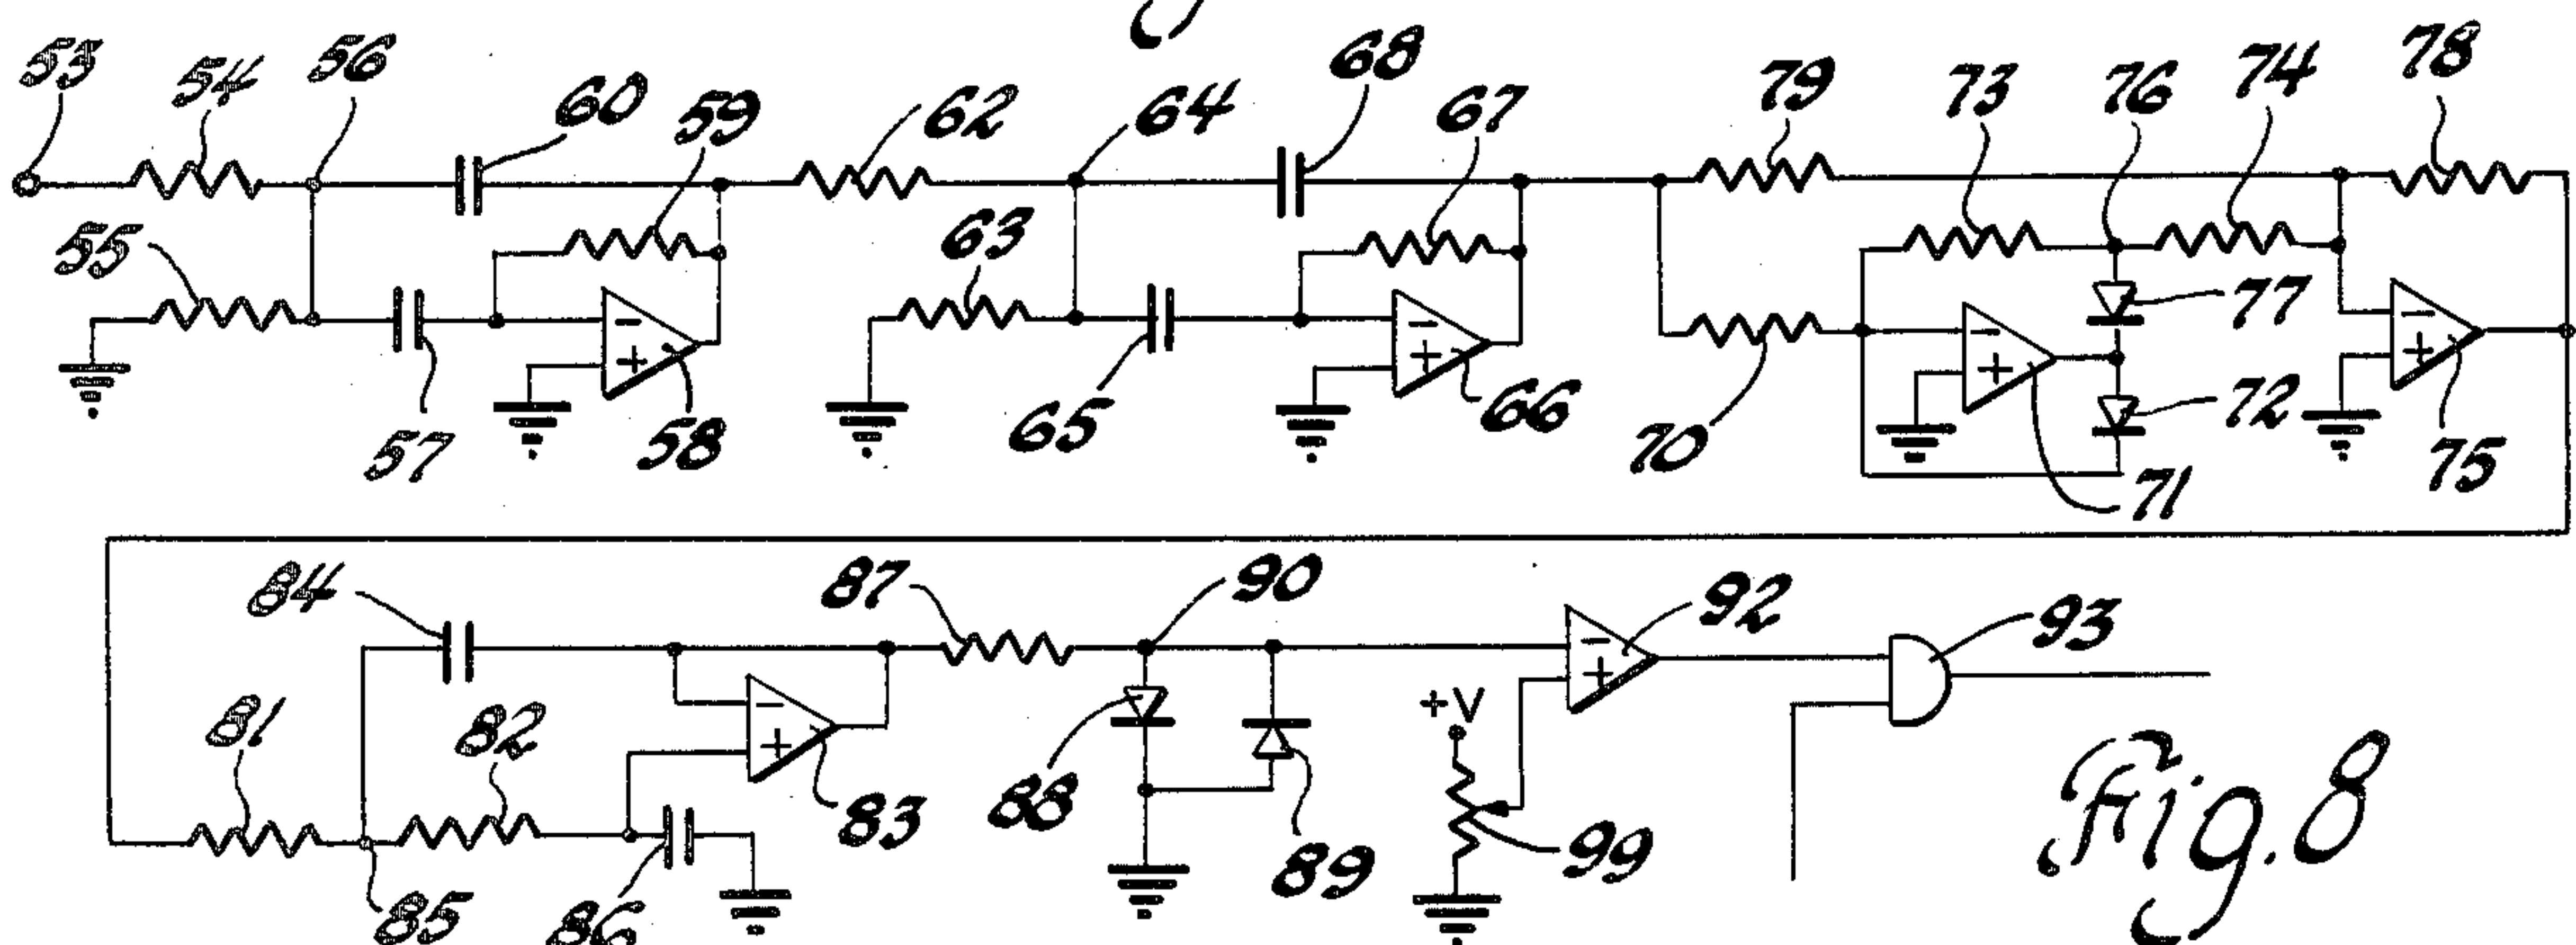 53 54 56 60 59 62 64 68 67 79 73 76 74 78
55 57 58 63 65 66 70 77 72 71 75
- + - + - + - +
84 87 90 92 93
81 82 83 88 89 +V 99
85 86
- + - +
Fig. 8